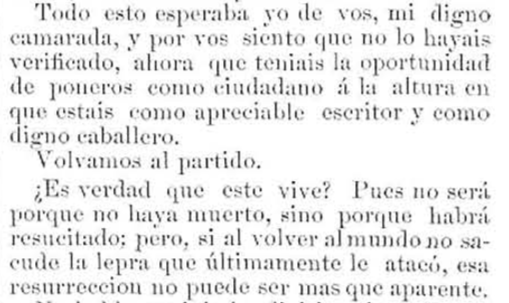 Todo esto esperaba yo de vos, mi digno
camarada, y por vos siento que no lo hayais
verificado, ahora que teniais la oportunidad
de poneros como ciudadano á la altura en
que estais como apreciable escritor y como
digno caballero.
Volvamos al partido.
¿Es verdad que este vive? Pues no será
porque no haya muerto, sino porque habrá
resucitado; pero, si al volver al mundo no sa-
cude la lepra que últimamente le atacó, esa
resurreccion no puede ser mas que aparente.